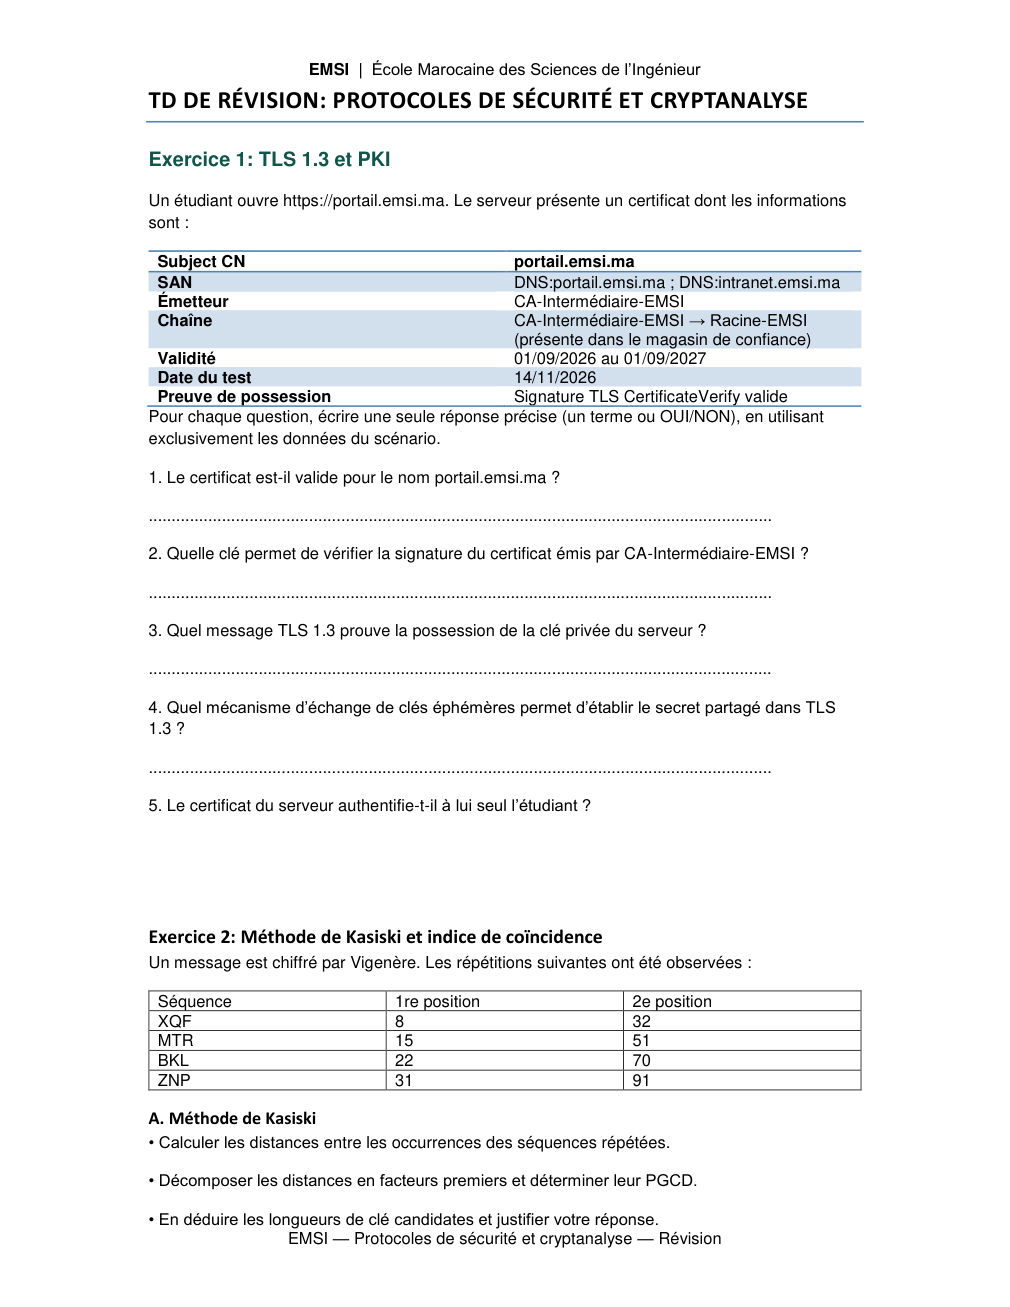 EMSI | École Marocaine des Sciences de l’Ingénieur
TD DE RÉVISION: PROTOCOLES DE SÉCURITÉ ET CRYPTANALYSE
Exercice 1: TLS 1.3 et PKI
Un étudiant ouvre https://portail.emsi.ma. Le serveur présente un certificat dont les informations
sont :
Subject CN portail.emsi.ma
SAN DNS:portail.emsi.ma ; DNS:intranet.emsi.ma
Émetteur CA-Intermédiaire-EMSI
Chaîne CA-Intermédiaire-EMSI → Racine-EMSI
(présente dans le magasin de confiance)
Validité 01/09/2026 au 01/09/2027
Date du test 14/11/2026
Preuve de possession Signature TLS CertificateVerify valide
Pour chaque question, écrire une seule réponse précise (un terme ou OUI/NON), en utilisant
exclusivement les données du scénario.
1. Le certificat est-il valide pour le nom portail.emsi.ma ?
.........................................................................................................................................
2. Quelle clé permet de vérifier la signature du certificat émis par CA-Intermédiaire-EMSI ?
.........................................................................................................................................
3. Quel message TLS 1.3 prouve la possession de la clé privée du serveur ?
.........................................................................................................................................
4. Quel mécanisme d’échange de clés éphémères permet d’établir le secret partagé dans TLS
1.3 ?
.........................................................................................................................................
5. Le certificat du serveur authentifie-t-il à lui seul l’étudiant ?
Exercice 2: Méthode de Kasiski et indice de coïncidence
Un message est chiffré par Vigenère. Les répétitions suivantes ont été observées :
Séquence 1re position 2e position
XQF 8 32
MTR 15 51
BKL 22 70
ZNP 31 91
A. Méthode de Kasiski
• Calculer les distances entre les occurrences des séquences répétées.
• Décomposer les distances en facteurs premiers et déterminer leur PGCD.
• En déduire les longueurs de clé candidates et justifier votre réponse.
EMSI — Protocoles de sécurité et cryptanalyse — Révision